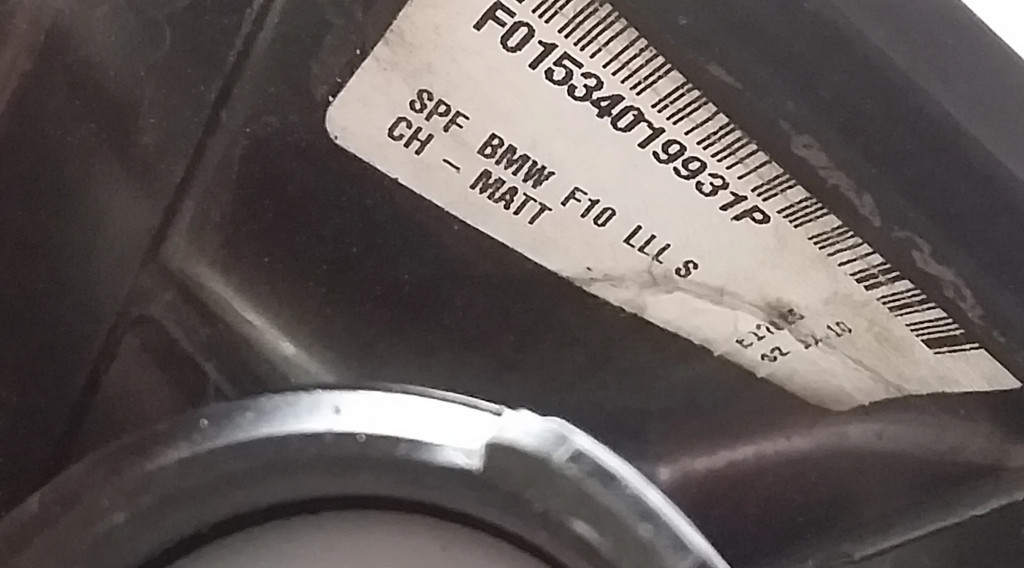 F01534019931P
SPF BMW F10 LLL S
CH - MATT